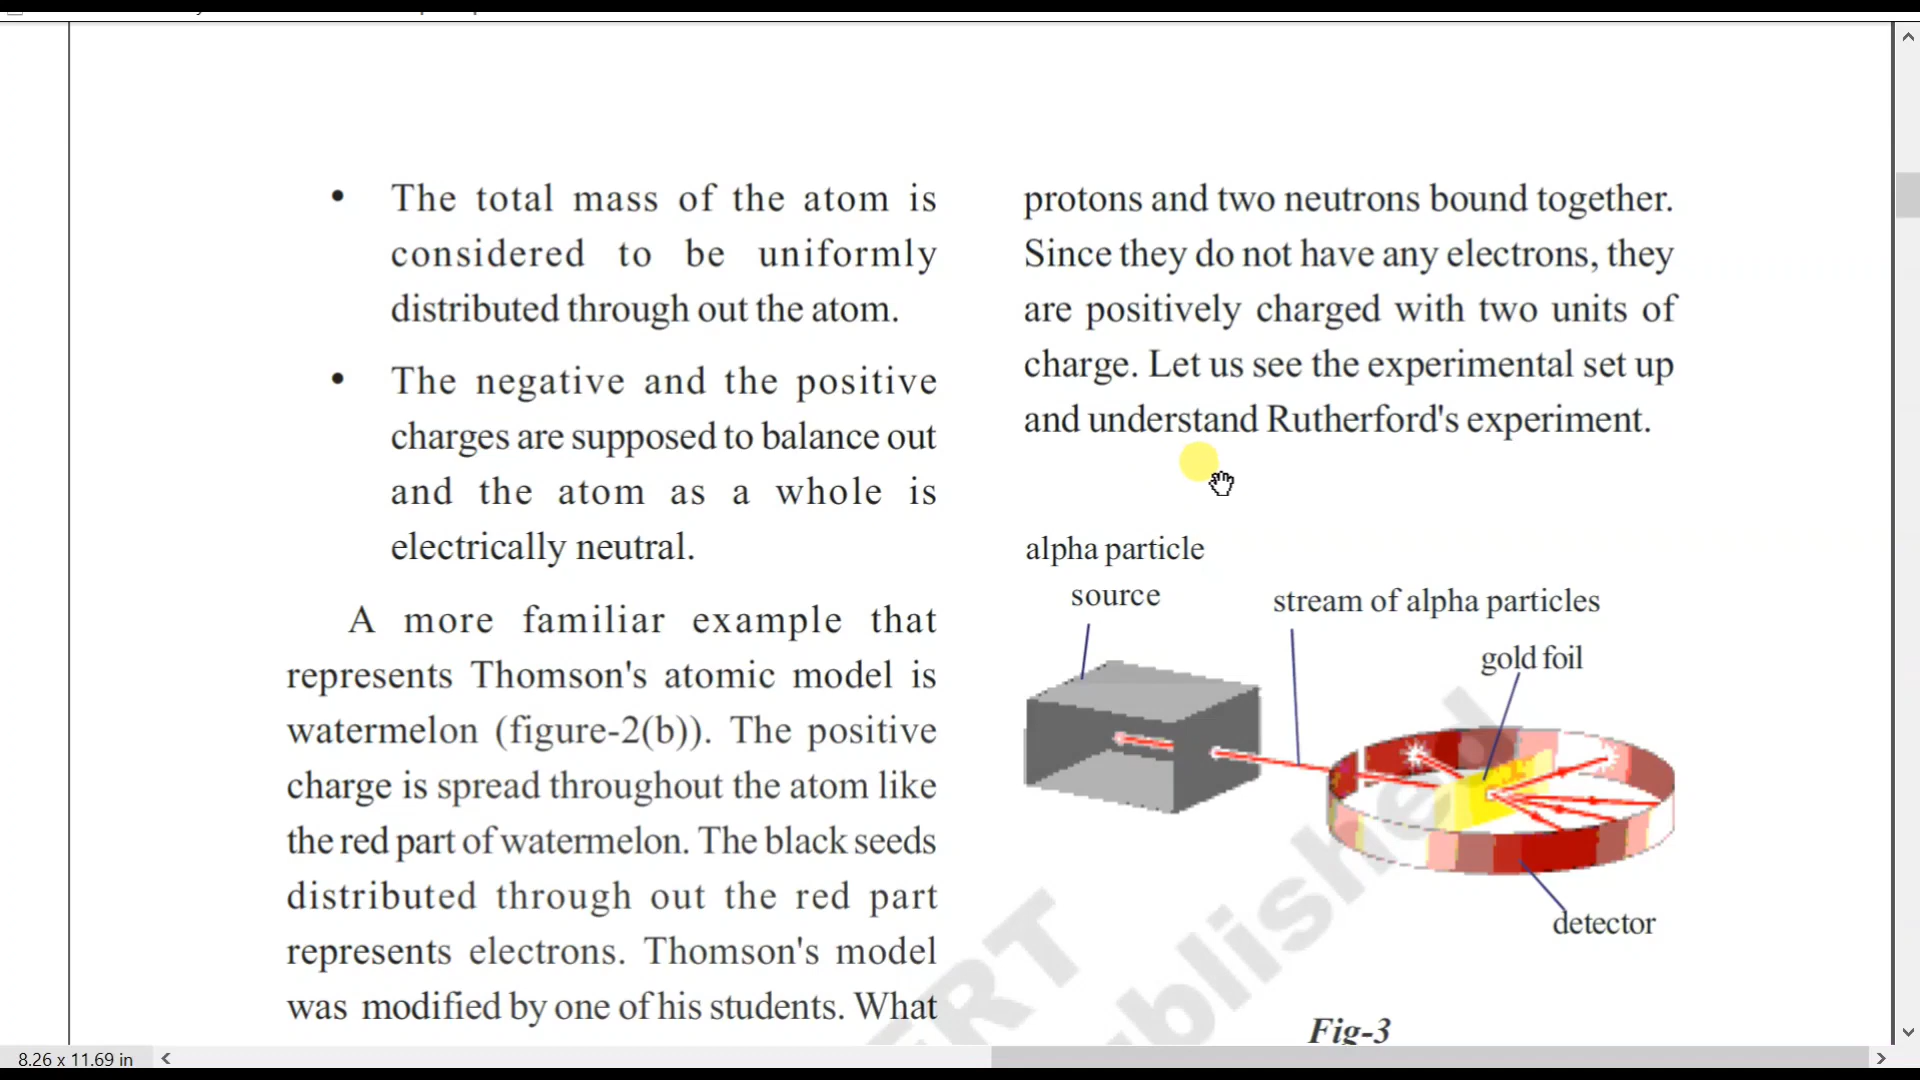 • The total mass of the atom is
considered to be uniformly
distributed through out the atom.
• The negative and the positive
charges are supposed to balance out
and the atom as a whole is
electrically neutral.
A more familiar example that
represents Thomson's atomic model is
watermelon (figure-2(b)). The positive
charge is spread throughout the atom like
the red part of watermelon. The black seeds
distributed through out the red part
represents electrons. Thomson's model
was modified by one of his students. What
protons and two neutrons bound together.
Since they do not have any electrons, they
are positively charged with two units of
charge. Let us see the experimental set up
and understand Rutherford's experiment.
alpha particle
source
stream of alpha particles
gold foil
detector
Fig-3
8.26 x 11.69 in